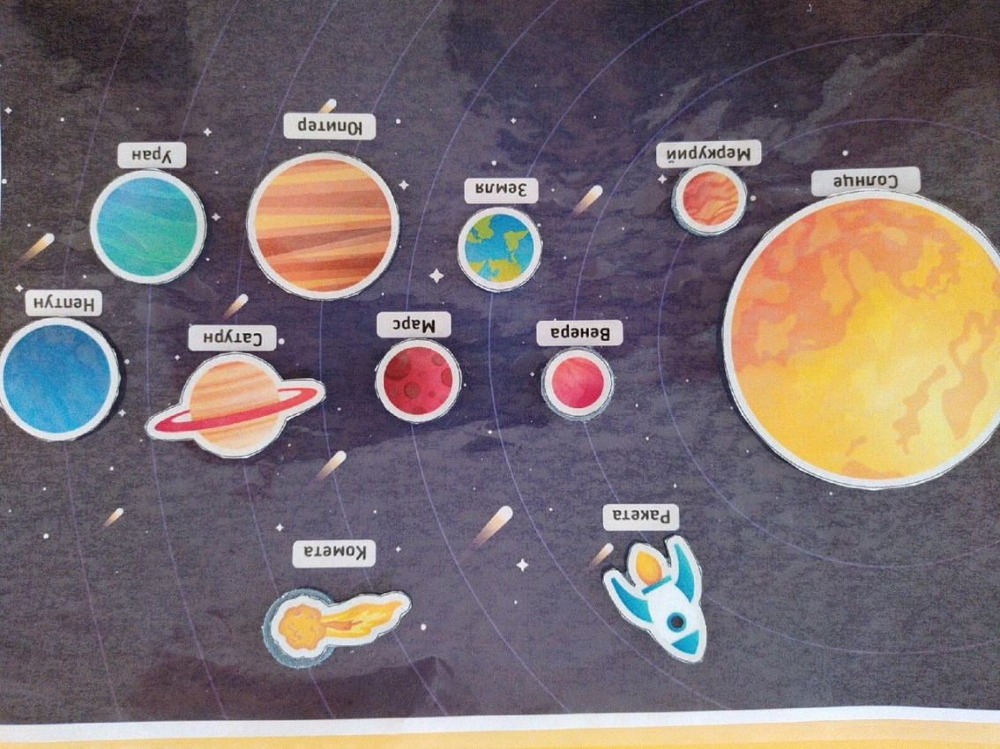 Ракета
Комета
Венера
Марс
Сатурн
Нептун
Солнце
Земля
Меркурий
Уран
Юпитер